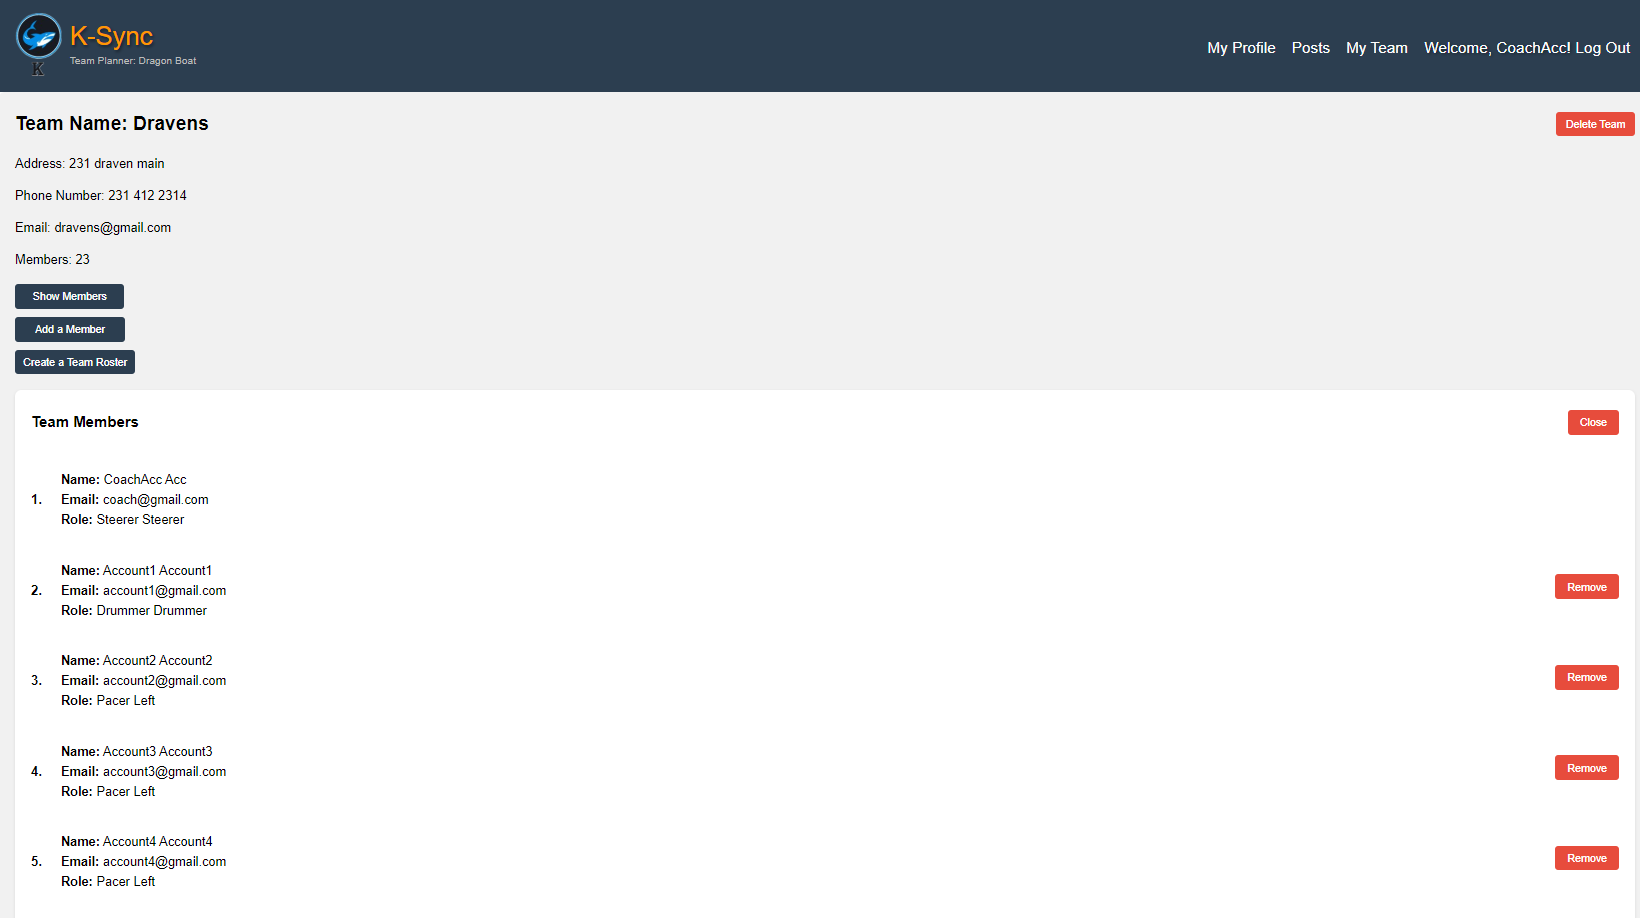 K-Sync
Team Planner: Dragon Boat
K
My Profile Posts My Team Welcome, CoachAcc! Log Out
Team Name: Dravens
Delete Team
Address: 231 draven main
Phone Number: 231 412 2314
Email: dravens@gmail.com
Members: 23
Show Members
Add a Member
Create a Team Roster
Team Members
Close
1.
Name: CoachAcc Acc
Email: coach@gmail.com
Role: Steerer Steerer
2.
Name: Account1 Account1
Email: account1@gmail.com
Role: Drummer Drummer
Remove
3.
Name: Account2 Account2
Email: account2@gmail.com
Role: Pacer Left
Remove
4.
Name: Account3 Account3
Email: account3@gmail.com
Role: Pacer Left
Remove
5.
Name: Account4 Account4
Email: account4@gmail.com
Role: Pacer Left
Remove